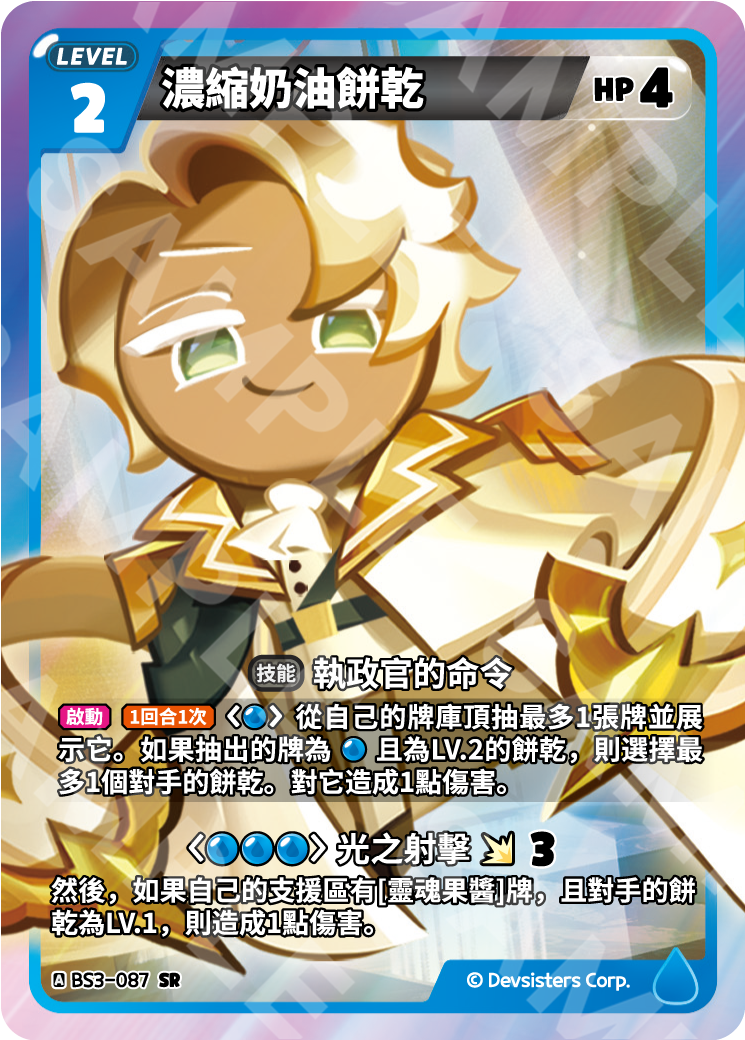 LEVEL
2
濃縮奶油餅乾
HP 4
技能 執政官的命令
啟動 1回合1次 〈 〉從自己的牌庫頂抽最多1張牌並展
示它。如果抽出的牌為 且為LV.2的餅乾，則選擇最
多1個對手的餅乾。對它造成1點傷害。
〈 〉光之射擊 3
然後，如果自己的支援區有[靈魂果醬]牌，且對手的餅
乾為LV.1，則造成1點傷害。
A BS3-087 SR
© Devsisters Corp.
SAMPLE